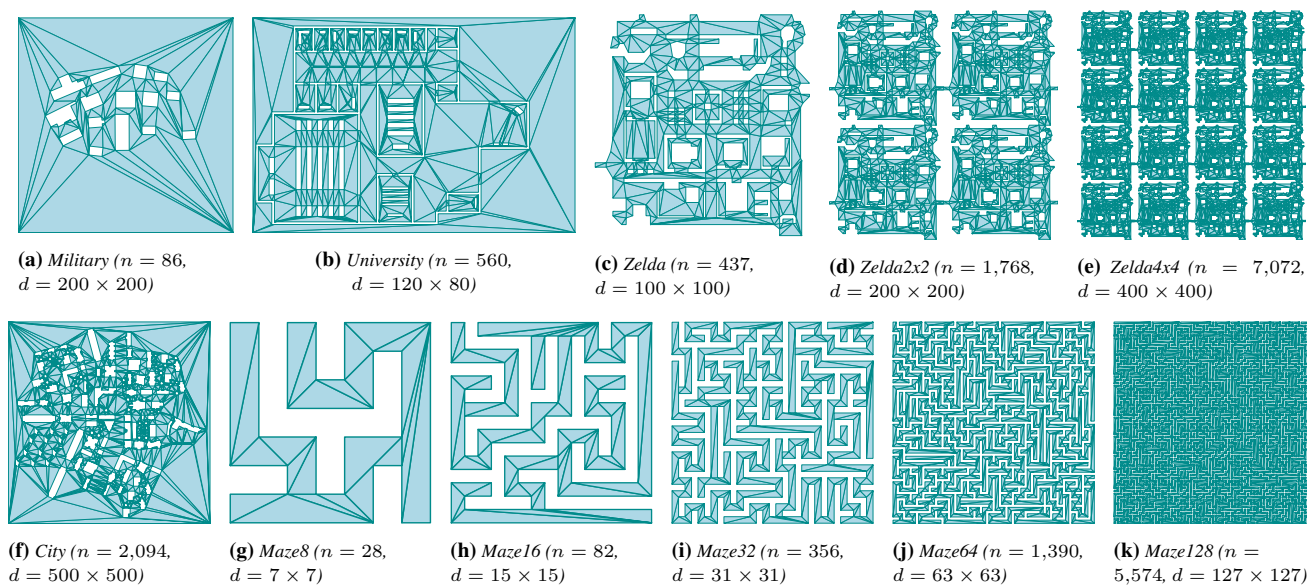 (a) Military (n = 86,
d = 200 × 200)
(b) University (n = 560,
d = 120 × 80)
(c) Zelda (n = 437,
d = 100 × 100)
(d) Zelda2x2 (n = 1,768,
d = 200 × 200)
(e) Zelda4x4 (n = 7,072,
d = 400 × 400)
(f) City (n = 2,094,
d = 500 × 500)
(g) Maze8 (n = 28,
d = 7 × 7)
(h) Maze16 (n = 82,
d = 15 × 15)
(i) Maze32 (n = 356,
d = 31 × 31)
(j) Maze64 (n = 1,390,
d = 63 × 63)
(k) Maze128 (n =
5,574, d = 127 × 127)